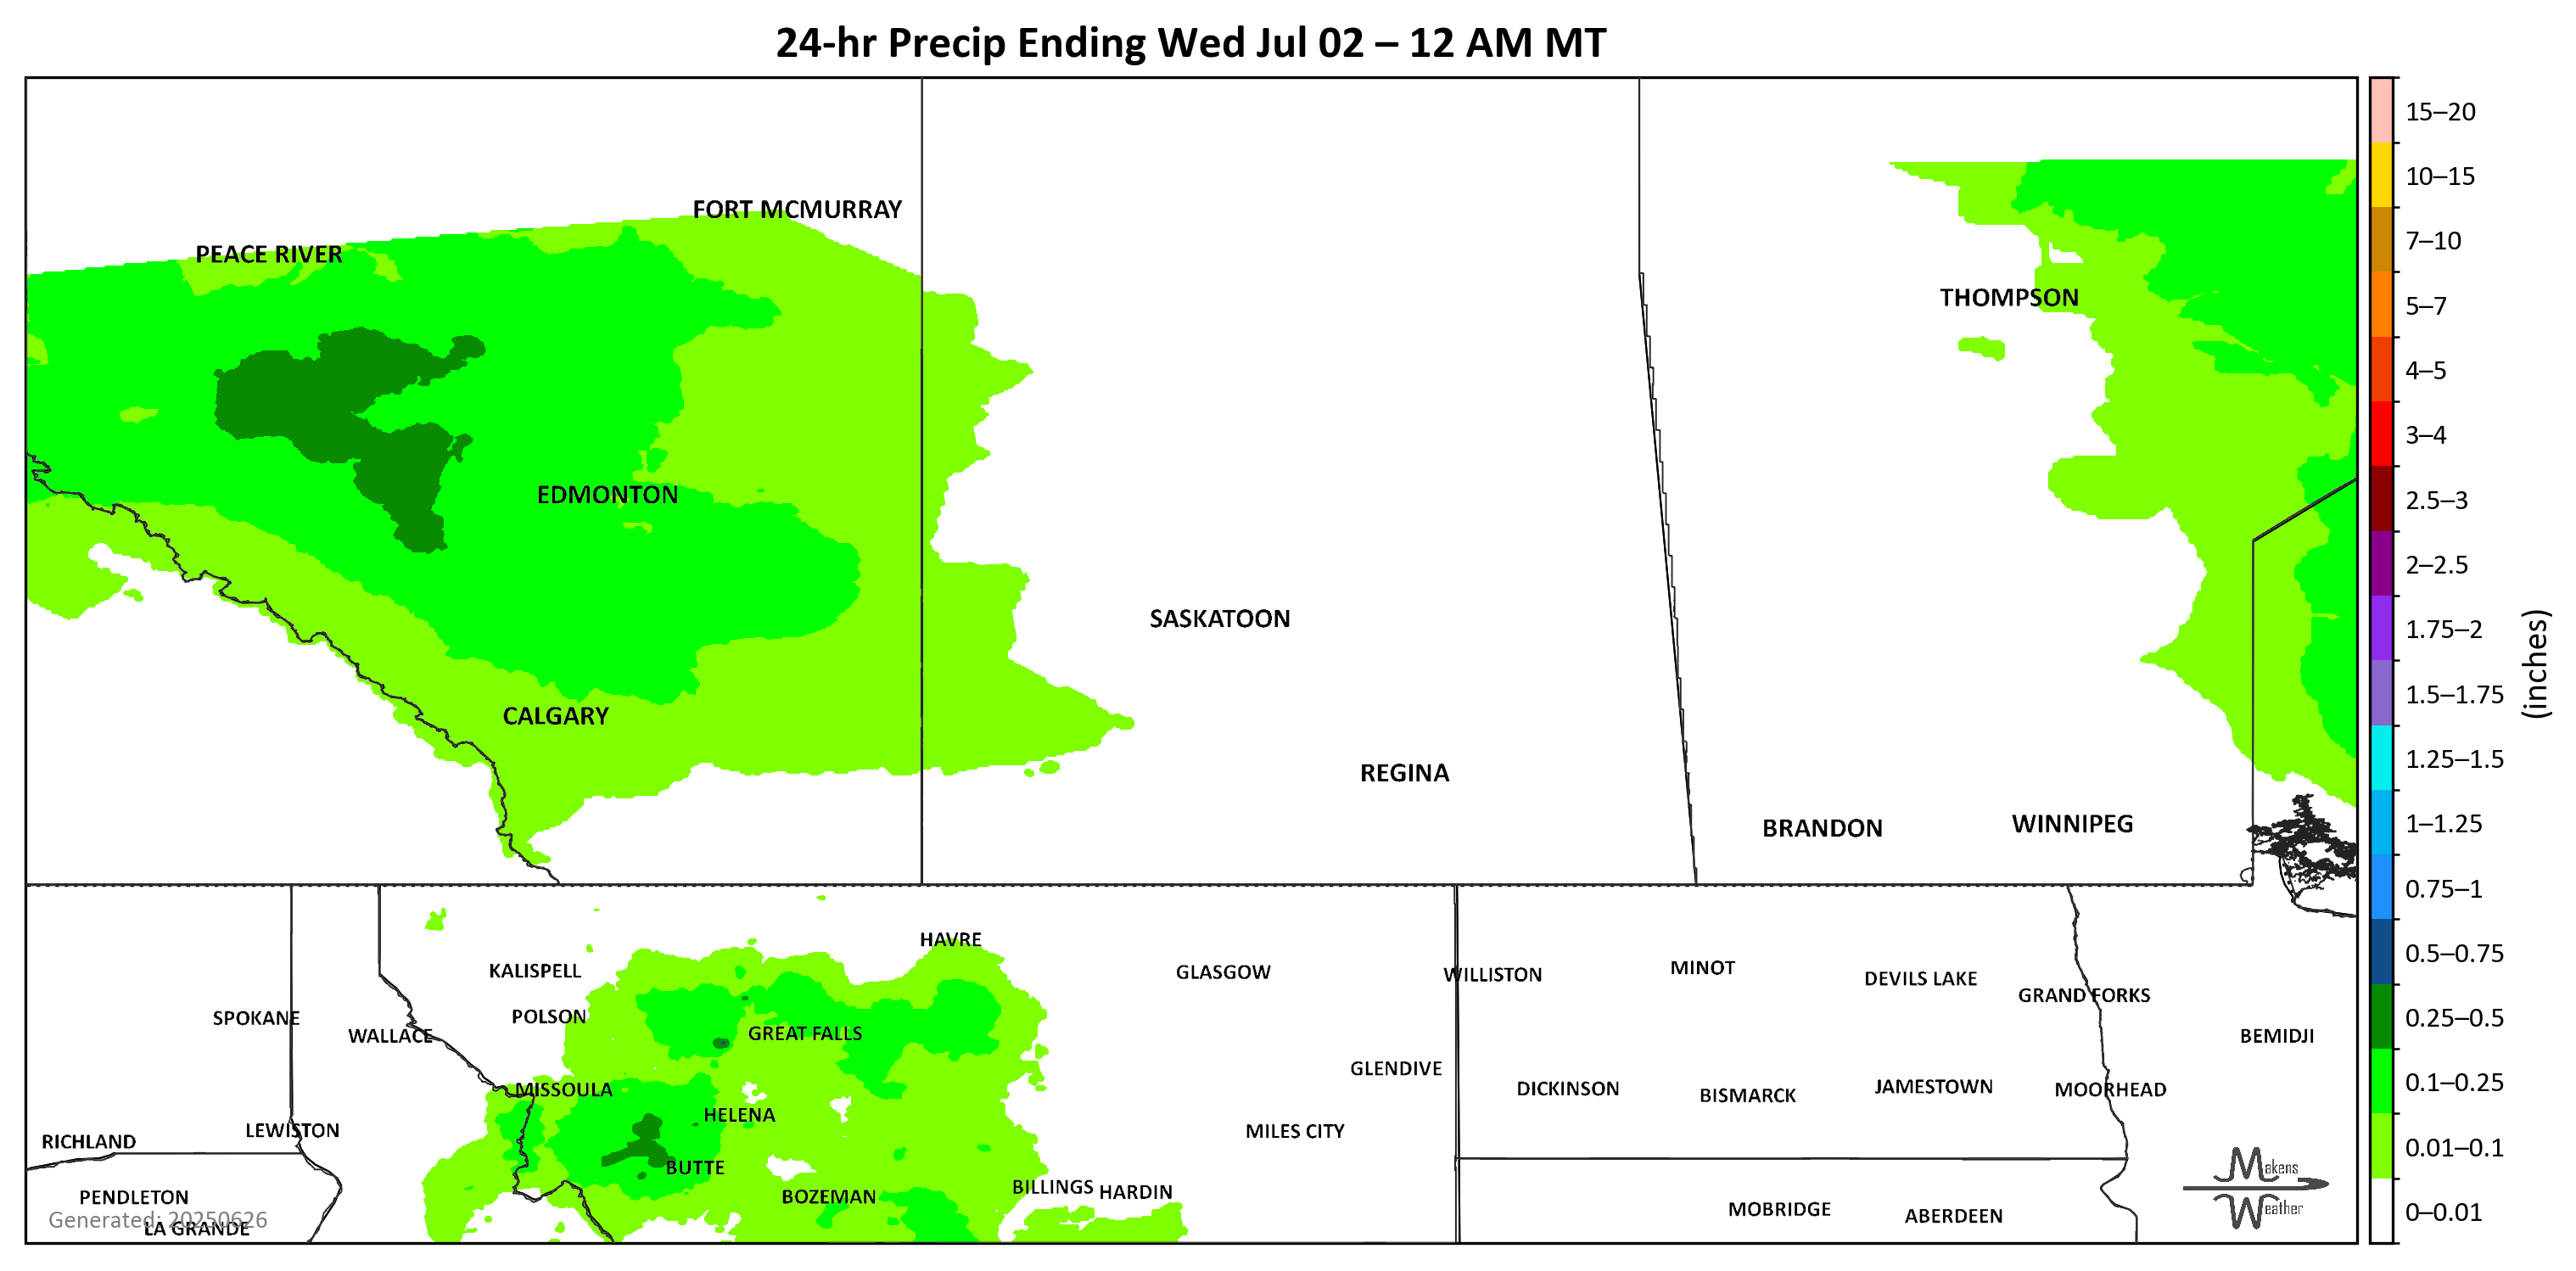 24-hr Precip Ending Wed Jul 02 – 12 AM MT
FORT MCMURRAY
PEACE RIVER
THOMPSON
EDMONTON
SASKATOON
CALGARY
REGINA
BRANDON
WINNIPEG
HAVRE
KALISPELL
GLASGOW
WILLISTON
MINOT
DEVILS LAKE
GRAND FORKS
SPOKANE
POLSON
WALLACE
GREAT FALLS
BEMIDJI
GLENDIVE
MISSOULA
DICKINSON
BISMARCK
JAMESTOWN
MOORHEAD
HELENA
RICHLAND
LEWISTON
MILES CITY
BUTTE
PENDLETON
BOZEMAN
BILLINGS
HARDIN
MOBRIDGE
ABERDEEN
Generated: 20250626
LA GRANDE
Makens
Weather
15–20
10–15
7–10
5–7
4–5
3–4
2.5–3
2–2.5
1.75–2
1.5–1.75
1.25–1.5
1–1.25
0.75–1
0.5–0.75
0.25–0.5
0.1–0.25
0.01–0.1
0–0.01
(inches)